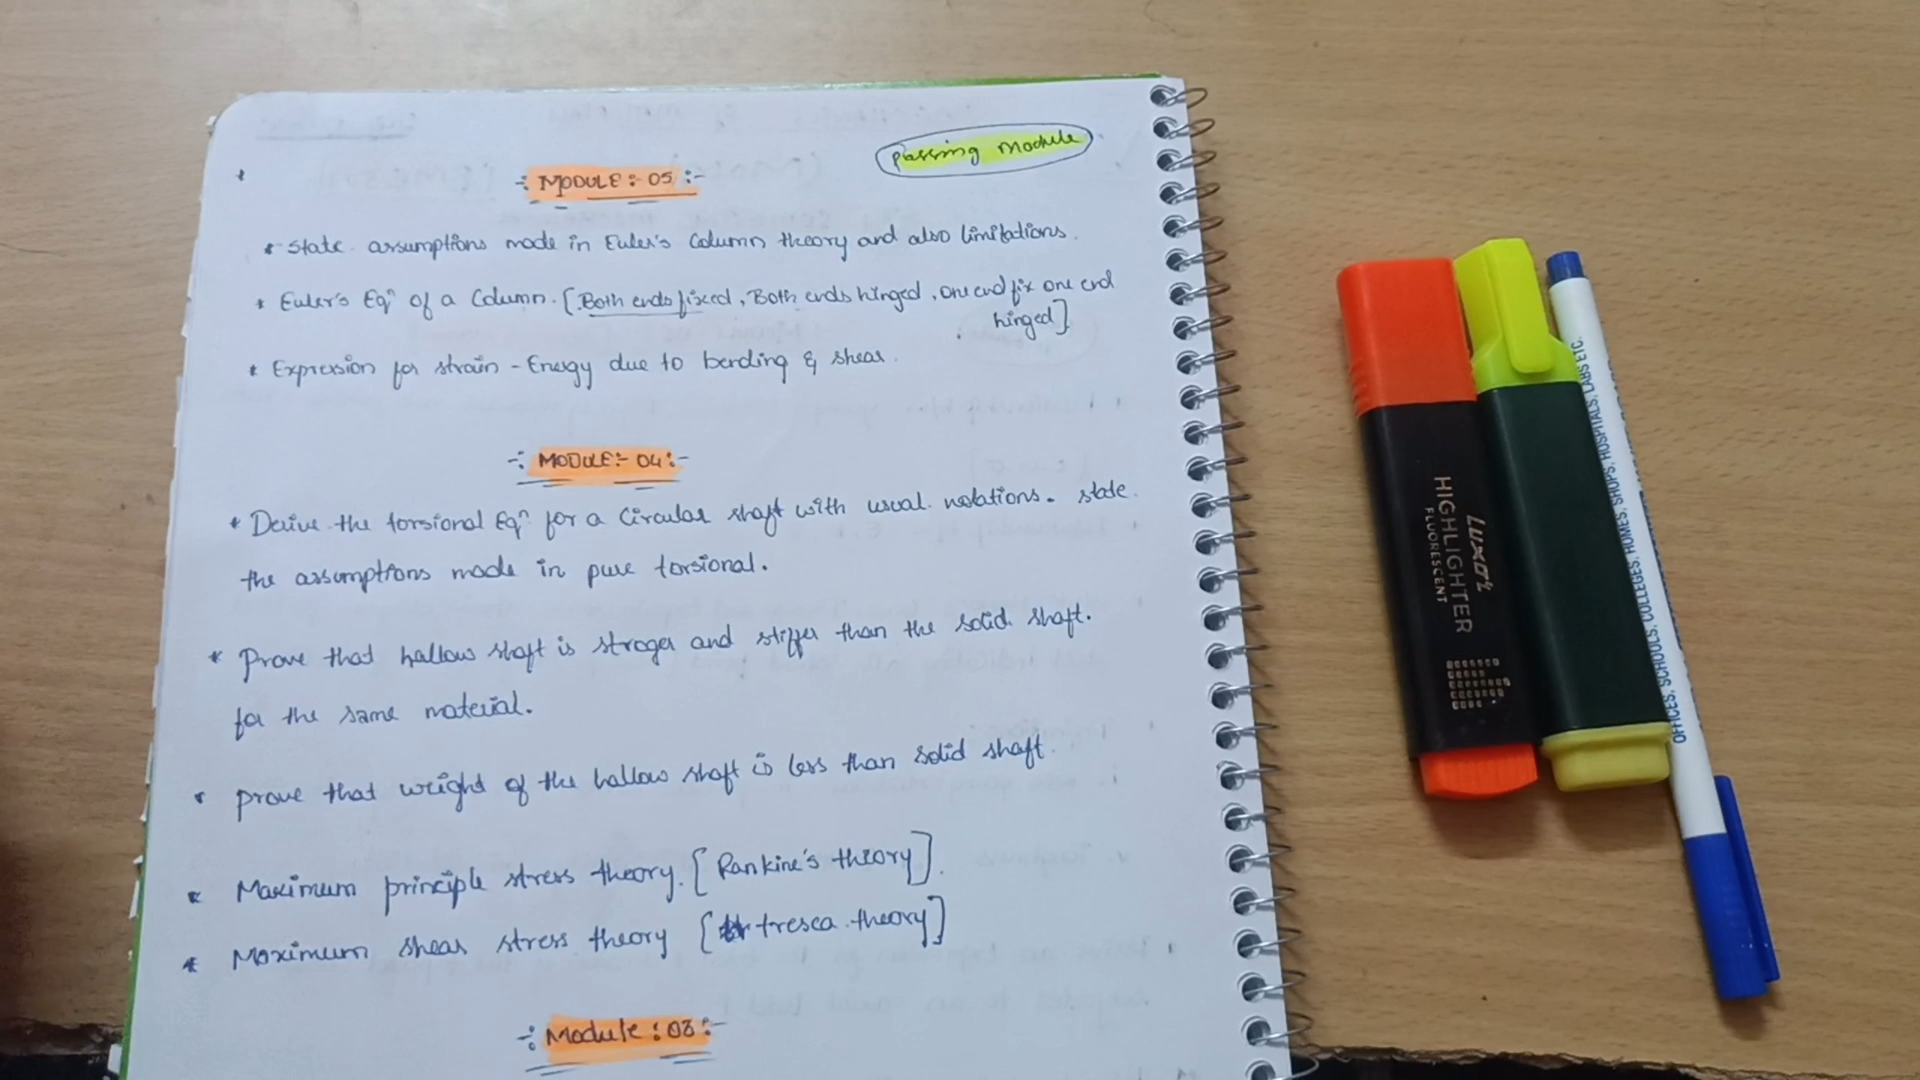 Passing Module
-: MODULE:- 05 :-
* State assumptions made in Euler's Column theory and also limitations.
* Euler's Eqⁿ of a Column. [Both ends fixed, Both ends hinged, one end fix one end
hinged]
* Expression for strain-Energy due to bending & shear.
-: MODULE:- 04:-
* Derive the torsional Eqⁿ for a Circular shaft with usual notations. state
the assumptions made in pure torsional.
* Prove that hallow shaft is stroger and stiffer than the solid shaft.
for the same material.
* prove that weight of the hallow shaft is less than solid shaft.
* Maximum principle stress theory. [Rankine's theory].
* Maximum shear stress theory [tresca theory]
-: Module :03:-
Luxor
HIGHLIGHTER
FLUORESCENT
OFFICES, SCHOOLS, COLLEGES, HOMES, SHOPS, HOSPITALS, LABS ETC.